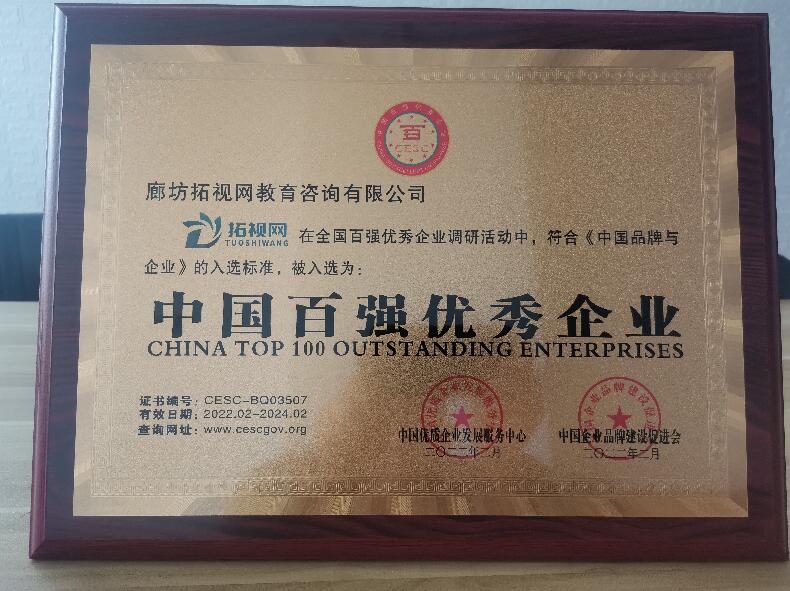 百
CESC
廊坊拓视网教育咨询有限公司
拓视网
TUOSHIWANG
在全国百强优秀企业调研活动中，符合《中国品牌与
企业》的入选标准，被入选为：
中国百强优秀企业
CHINA TOP 100 OUTSTANDING ENTERPRISES
证书编号：CESC-BQ03507
有效日期：2022.02-2024.02
查询网址：www.cescgov.org
中国优质企业发展服务中心
二〇二二年二月
中国企业品牌建设促进会
二〇二二年二月